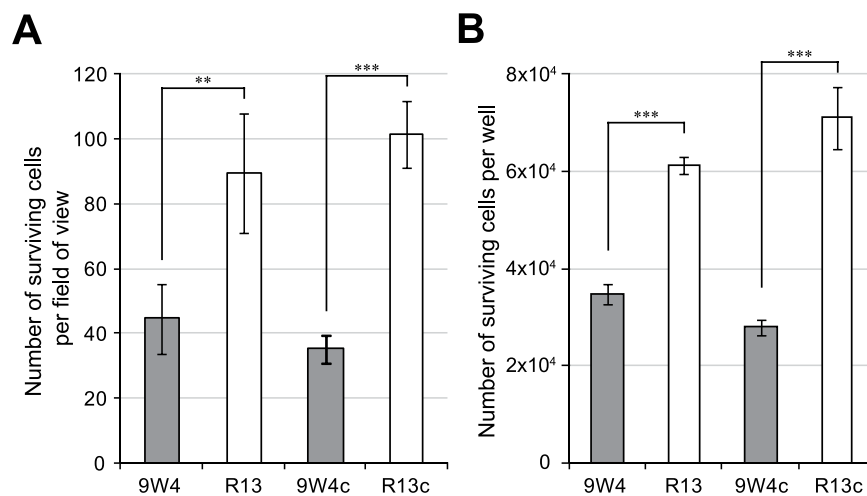 A
Number of surviving cells
per field of view
120
100
80
60
40
20
0
**
***
9W4 R13 9W4c R13c
B
Number of surviving cells per well
8x10⁴
6x10⁴
4x10⁴
2x10⁴
0
***
***
9W4 R13 9W4c R13c